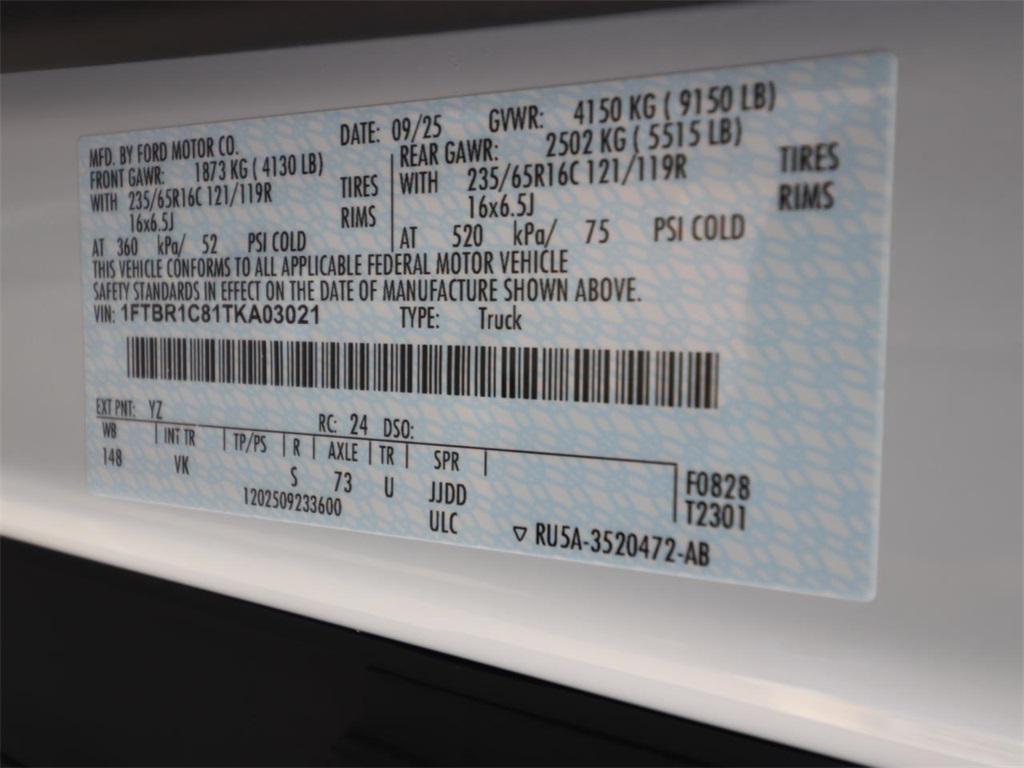 MFD. BY FORD MOTOR CO.
DATE: 09/25
GVWR: 4150 KG ( 9150 LB)
FRONT GAWR: 1873 KG ( 4130 LB)
WITH 235/65R16C 121/119R TIRES
16x6.5J RIMS
AT 360 kPa/ 52 PSI COLD
REAR GAWR: 2502 KG ( 5515 LB)
WITH 235/65R16C 121/119R TIRES
16x6.5J RIMS
AT 520 kPa/ 75 PSI COLD
THIS VEHICLE CONFORMS TO ALL APPLICABLE FEDERAL MOTOR VEHICLE
SAFETY STANDARDS IN EFFECT ON THE DATE OF MANUFACTURE SHOWN ABOVE.
VIN: 1FTBR1C81TKA03021 TYPE: Truck
EXT PNT: YZ RC: 24 DSO:
WB INT TR TP/PS R AXLE TR SPR
148 VK S 73 U JJDD
F0828
T2301
1202509233600 ULC
▽ RU5A-3520472-AB